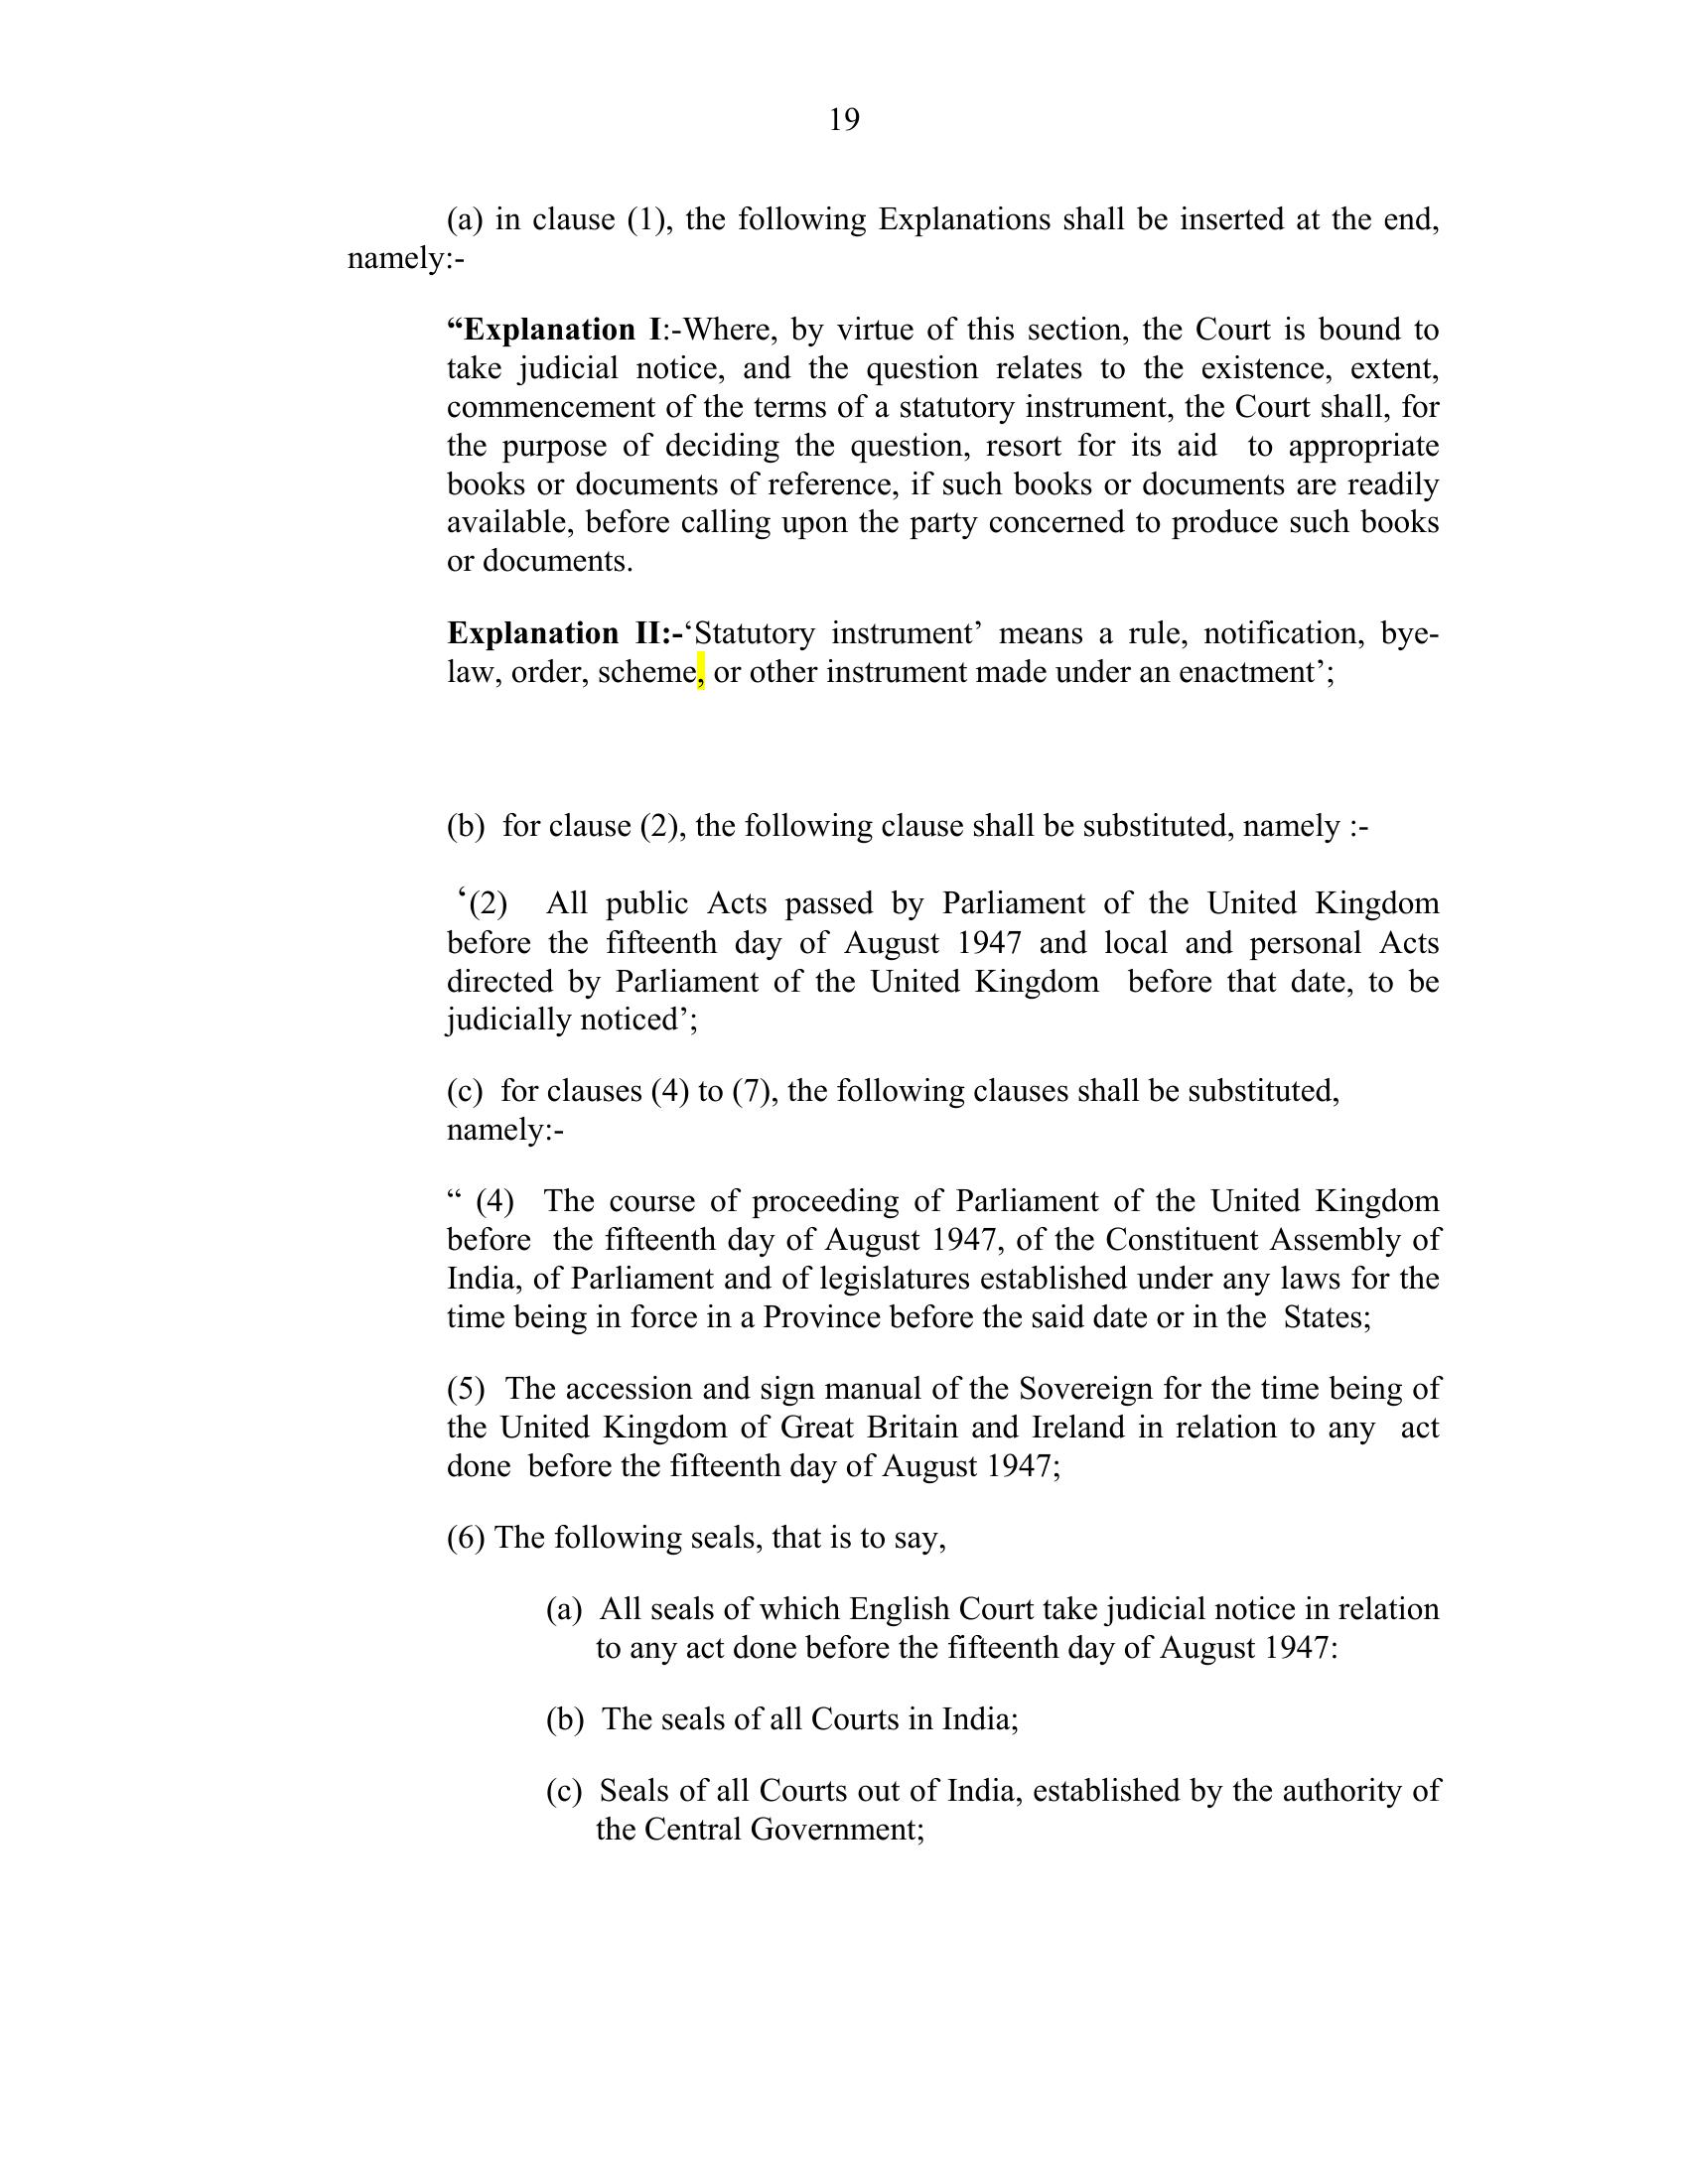 19
(a) in clause (1), the following Explanations shall be inserted at the end,
namely:-
“Explanation I:-Where, by virtue of this section, the Court is bound to
take judicial notice, and the question relates to the existence, extent,
commencement of the terms of a statutory instrument, the Court shall, for
the purpose of deciding the question, resort for its aid to appropriate
books or documents of reference, if such books or documents are readily
available, before calling upon the party concerned to produce such books
or documents.
Explanation II:-‘Statutory instrument’ means a rule, notification, bye-
law, order, scheme, or other instrument made under an enactment’;
(b) for clause (2), the following clause shall be substituted, namely :-
‘(2) All public Acts passed by Parliament of the United Kingdom
before the fifteenth day of August 1947 and local and personal Acts
directed by Parliament of the United Kingdom before that date, to be
judicially noticed’;
(c) for clauses (4) to (7), the following clauses shall be substituted,
namely:-
“ (4) The course of proceeding of Parliament of the United Kingdom
before the fifteenth day of August 1947, of the Constituent Assembly of
India, of Parliament and of legislatures established under any laws for the
time being in force in a Province before the said date or in the States;
(5) The accession and sign manual of the Sovereign for the time being of
the United Kingdom of Great Britain and Ireland in relation to any act
done before the fifteenth day of August 1947;
(6) The following seals, that is to say,
(a) All seals of which English Court take judicial notice in relation
to any act done before the fifteenth day of August 1947:
(b) The seals of all Courts in India;
(c) Seals of all Courts out of India, established by the authority of
the Central Government;